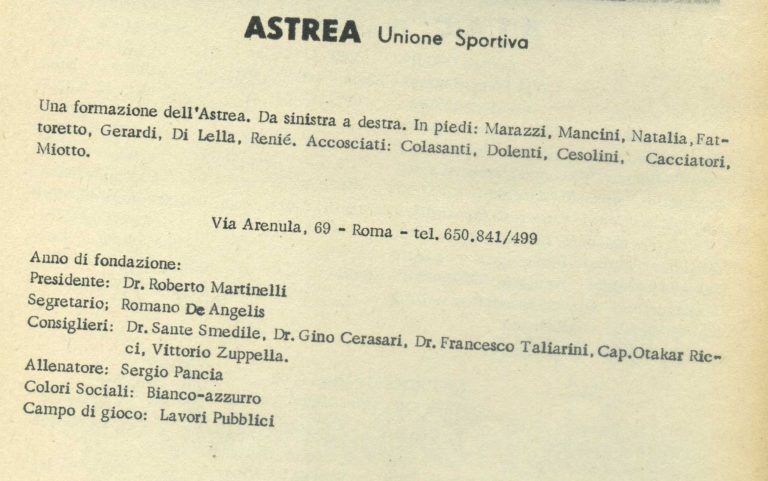 ASTREA Unione Sportiva
Una formazione dell'Astrea. Da sinistra a destra. In piedi: Marazzi, Mancini, Natalia, Fat-
toretto, Gerardi, Di Lella, Renié. Accosciati: Colasanti, Dolenti, Cesolini, Cacciatori,
Miotto.
Via Arenula, 69 - Roma - tel. 650.841/499
Anno di fondazione:
Presidente: Dr. Roberto Martinelli
Segretario; Romano De Angelis
Consiglieri: Dr. Sante Smedile, Dr. Gino Cerasari, Dr. Francesco Taliarini, Cap. Otakar Ric-
ci, Vittorio Zuppella.
Allenatore: Sergio Pancia
Colori Sociali: Bianco-azzurro
Campo di gioco: Lavori Pubblici